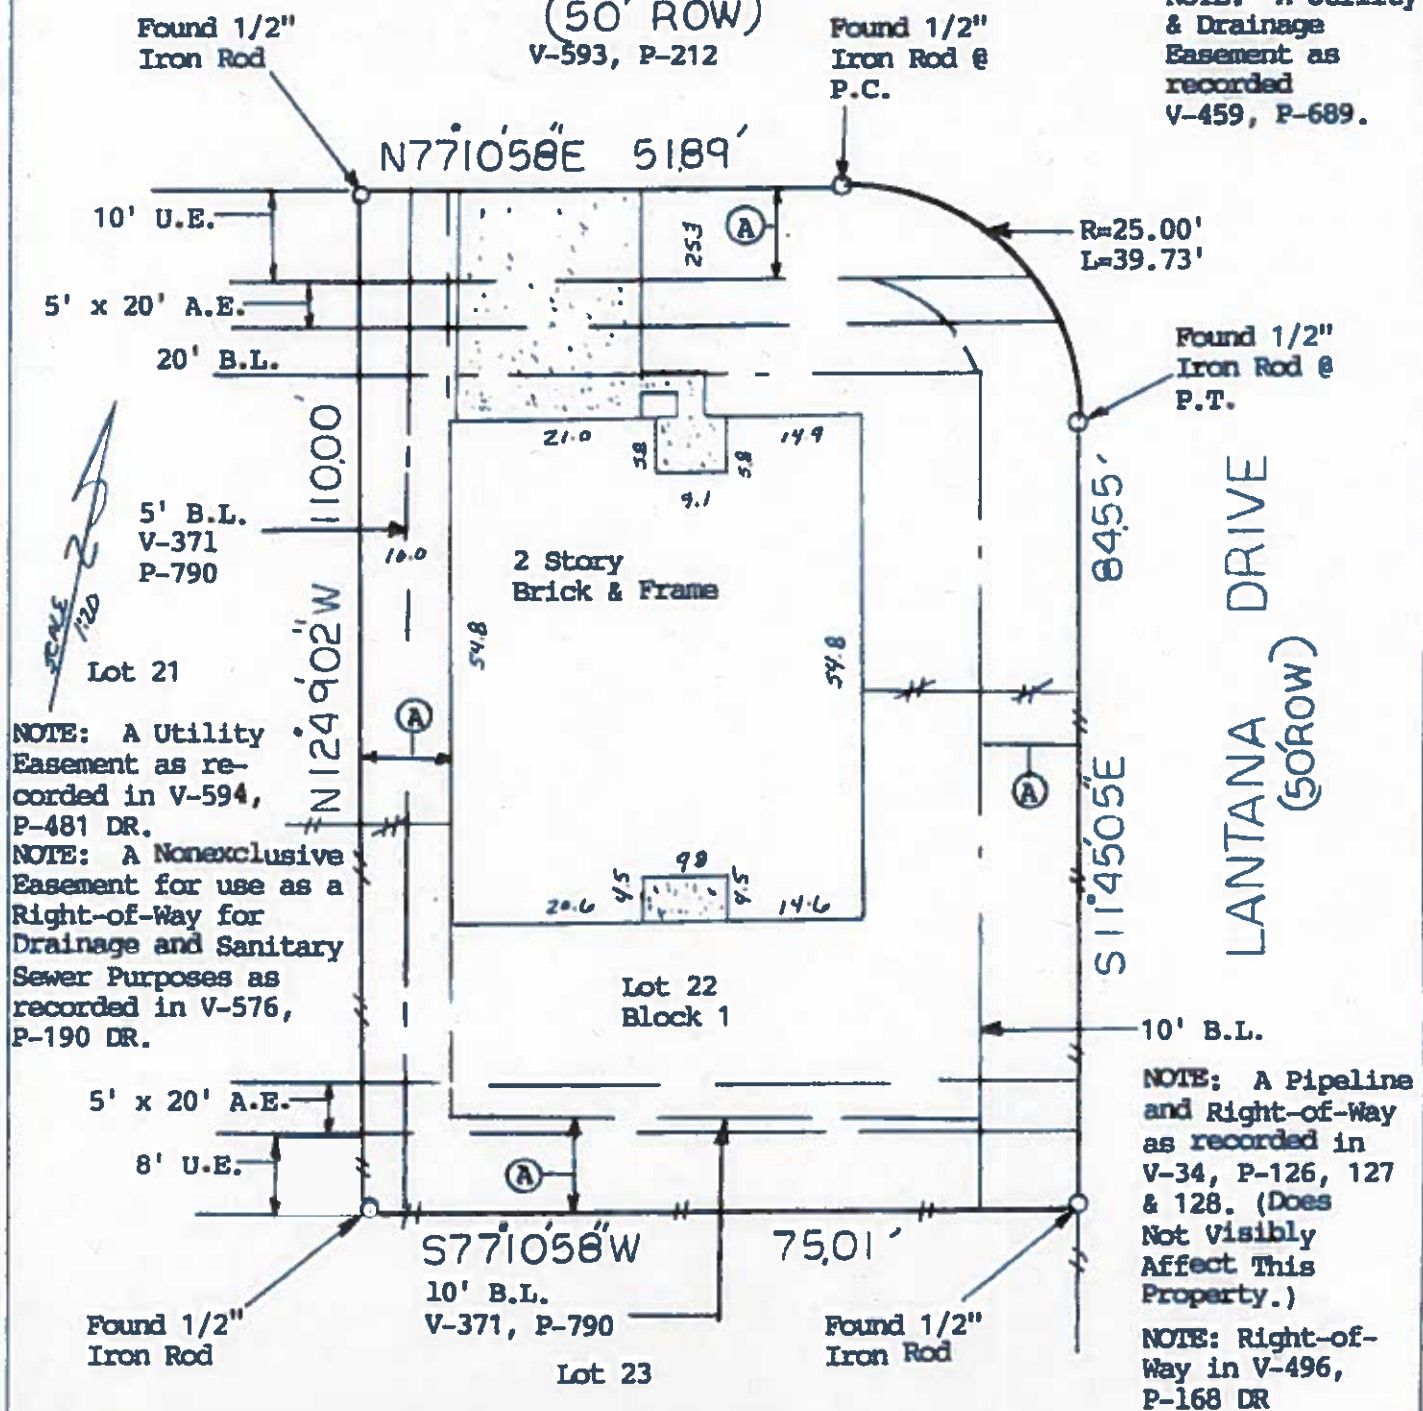 (50' ROW)
V-593, P-212
Found 1/2"
Iron Rod
Found 1/2"
Iron Rod @
P.C.
NOTE: A Utility
& Drainage
Easement as
recorded
V-459, P-689.
N77°10'58"E 51.89'
10' U.E.
25.3
A
R=25.00'
L=39.73'
5' x 20' A.E.
20' B.L.
Found 1/2"
Iron Rod @
P.T.
21.0
5.8
5.8
14.9
9.1
N12°49'02"W 110.00'
5' B.L.
V-371
P-790
10.0
2 Story
Brick & Frame
54.8
54.8
SCALE
1:20
Lot 21
A
A
S11°45'05"E 84.55'
LANTANA DRIVE
(50' ROW)
NOTE: A Utility
Easement as re-
corded in V-594,
P-481 DR.
NOTE: A Nonexclusive
Easement for use as a
Right-of-Way for
Drainage and Sanitary
Sewer Purposes as
recorded in V-576,
P-190 DR.
9.8
20.6
4.5
4.5
14.6
Lot 22
Block 1
10' B.L.
5' x 20' A.E.
8' U.E.
A
NOTE: A Pipeline
and Right-of-Way
as recorded in
V-34, P-126, 127
& 128. (Does
Not Visibly
Affect This
Property.)
S77°10'58"W 75.01'
10' B.L.
V-371, P-790
Found 1/2"
Iron Rod
Found 1/2"
Iron Rod
Lot 23
NOTE: Right-of-
Way in V-496,
P-168 DR